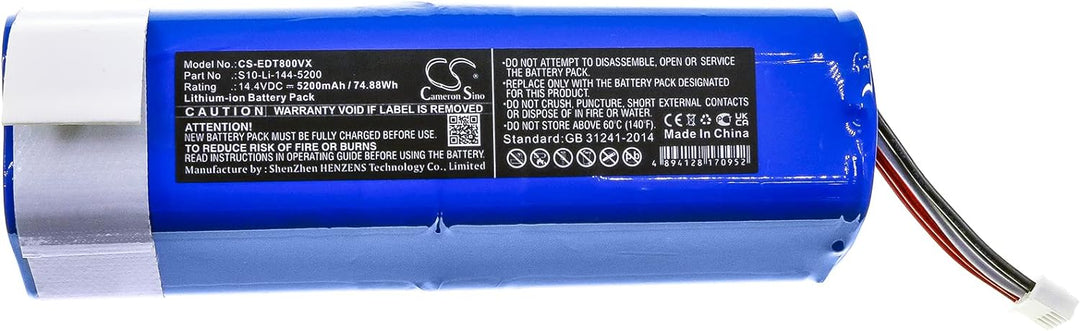 Model No.:CS-EDT800VX
Part No :S10-Li-144-5200
Rating :14.4VDC ⎓ 5200mAh / 74.88Wh
Lithium-ion Battery Pack
CS
Cameron Sino
CAUTION WARRANTY VOID IF LABEL IS REMOVED
ATTENTION!
NEW BATTERY PACK MUST BE FULLY CHARGED BEFORE USE
TO REDUCE RISK OF FIRE OR BURNS
READ INSTRUCTIONS IN OPERATING GUIDE BEFORE USING THE BATTERY.
Manufacturer by : ShenZhen HENZENS Technology Co., Limited
•DO NOT ATTEMPT TO DISASSEMBLE, OPEN OR SERVICE
THE BATTERY PACK.
•REPLACE ONLY WITH THE BATTERY PACK DESIGNATED
FOR THIS PRODUCT.
•DO NOT CRUSH, PUNCTURE, SHORT EXTERNAL CONTACTS
OR DISPOSE OF IN FIRE OR WATER.
•DO NOT STORE ABOVE 60℃ (140℉).
Standard:GB 31241-2014
CE
UK CA
Made In China
4 894128 170952